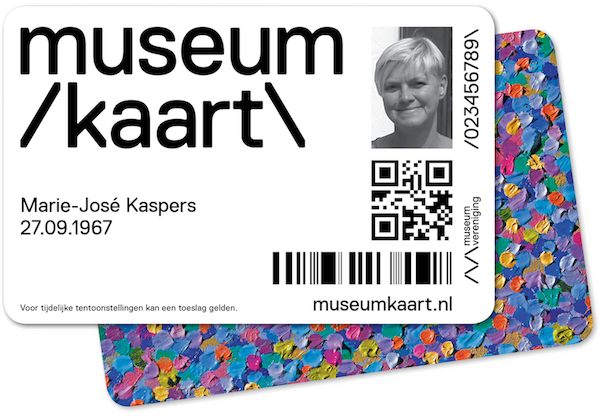 museum
/kaart\
/023456789\
Marie-José Kaspers
27.09.1967
museum
vereniging
Voor tijdelijke tentoonstellingen kan een toeslag gelden.
museumkaart.nl